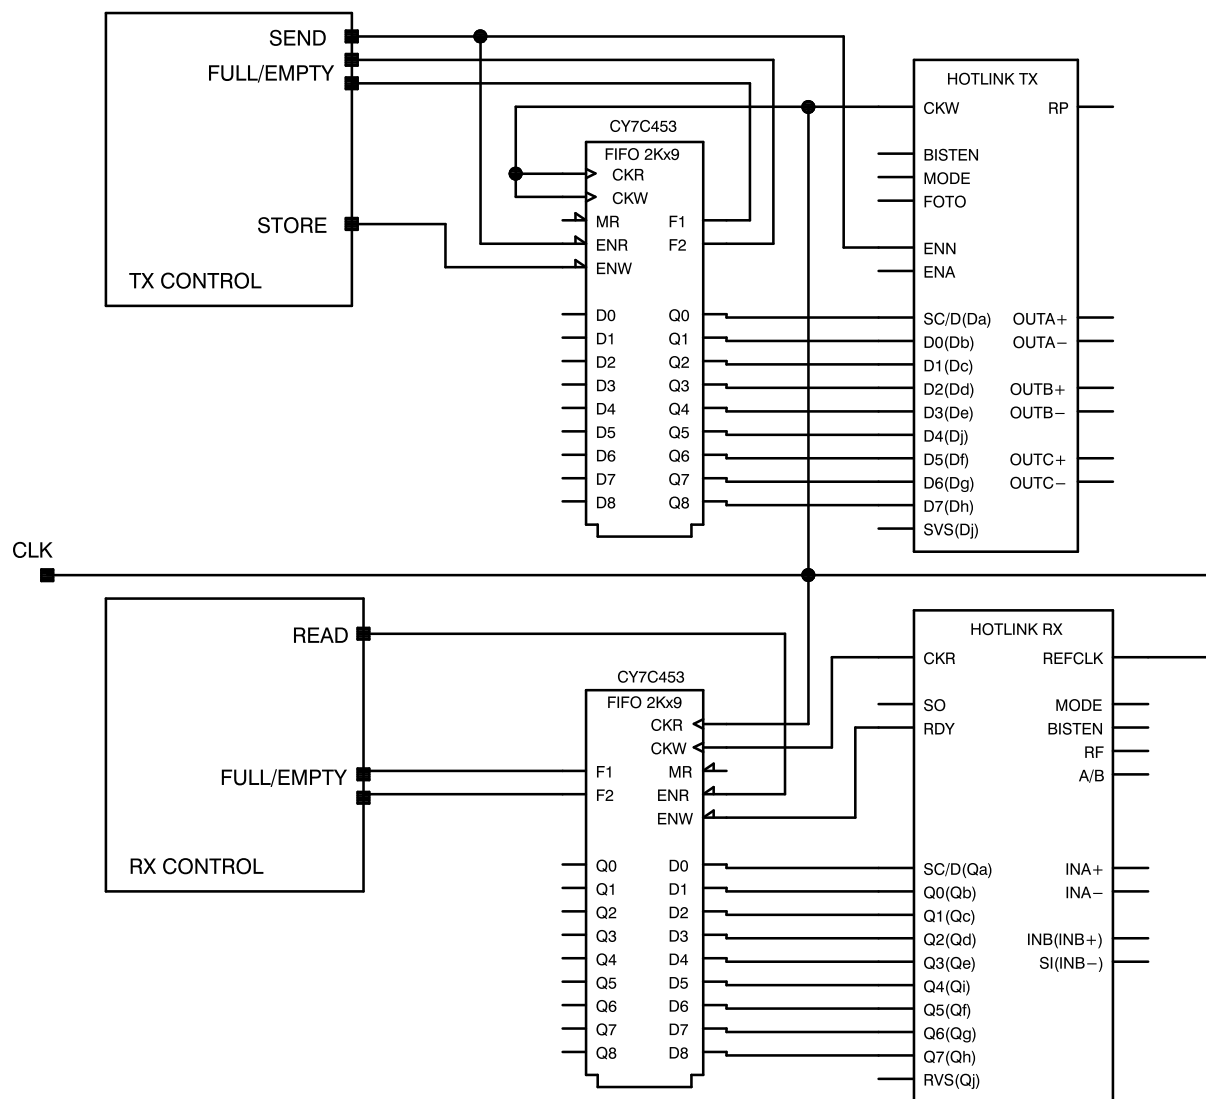 SEND
FULL/EMPTY
STORE
TX CONTROL
CY7C453
FIFO 2Kx9
CKR
CKW
MR F1
ENR F2
ENW
D0 Q0
D1 Q1
D2 Q2
D3 Q3
D4 Q4
D5 Q5
D6 Q6
D7 Q7
D8 Q8
HOTLINK TX
CKW RP
BISTEN
MODE
FOTO
ENN
ENA
SC/D(Da) OUTA+
D0(Db) OUTA−
D1(Dc)
D2(Dd) OUTB+
D3(De) OUTB−
D4(Dj)
D5(Df) OUTC+
D6(Dg) OUTC−
D7(Dh)
SVS(Dj)
CLK
READ
FULL/EMPTY
RX CONTROL
CY7C453
FIFO 2Kx9
CKR
CKW
F1 MR
F2 ENR
ENW
Q0 D0
Q1 D1
Q2 D2
Q3 D3
Q4 D4
Q5 D5
Q6 D6
Q7 D7
Q8 D8
HOTLINK RX
CKR REFCLK
SO MODE
RDY BISTEN
RF
A/B
SC/D(Qa) INA+
Q0(Qb) INA−
Q1(Qc)
Q2(Qd) INB(INB+)
Q3(Qe) SI(INB−)
Q4(Qi)
Q5(Qf)
Q6(Qg)
Q7(Qh)
RVS(Qj)